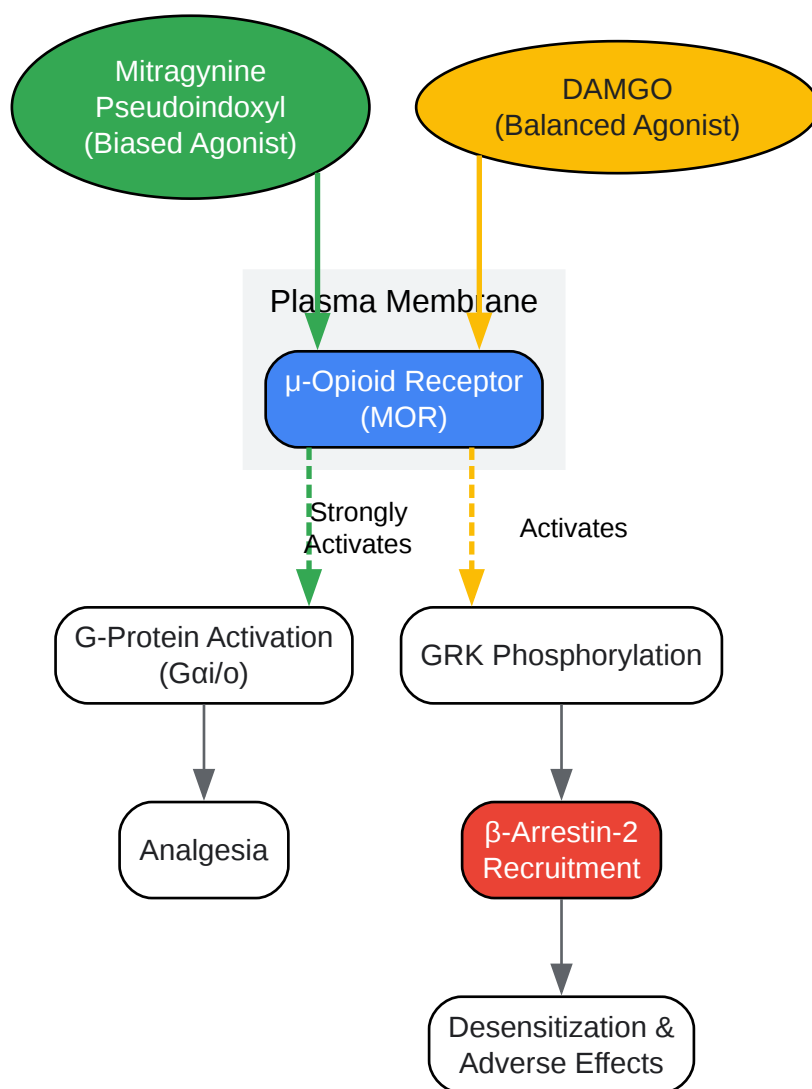 Mitragynine
Pseudoindoxyl
(Biased Agonist)
DAMGO
(Balanced Agonist)
Plasma Membrane
μ-Opioid Receptor
(MOR)
Strongly
Activates
Activates
G-Protein Activation
(Gαi/o)
GRK Phosphorylation
Analgesia
β-Arrestin-2
Recruitment
Desensitization &
Adverse Effects